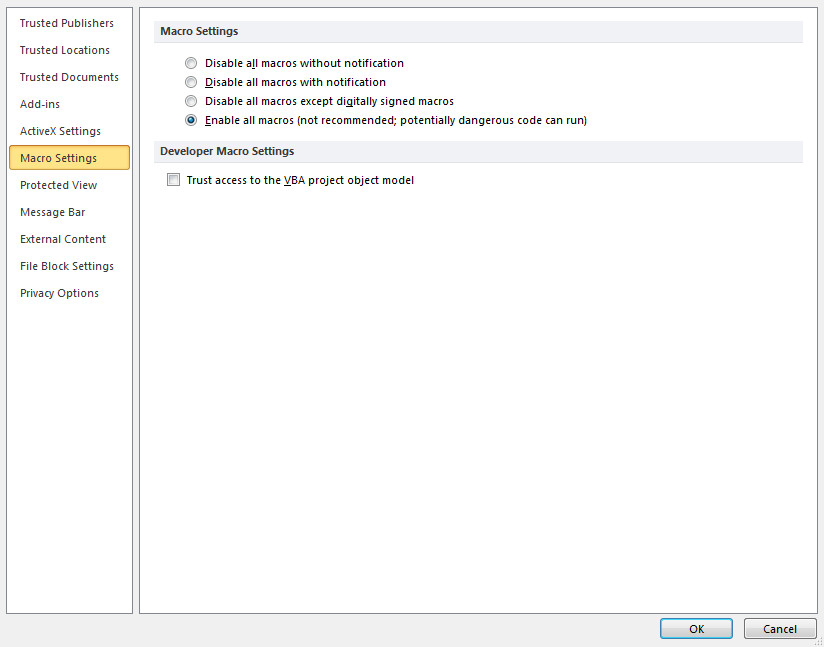 Trusted Publishers
Trusted Locations
Trusted Documents
Add-ins
ActiveX Settings
Macro Settings
Protected View
Message Bar
External Content
File Block Settings
Privacy Options
Macro Settings
Disable all macros without notification
Disable all macros with notification
Disable all macros except digitally signed macros
Enable all macros (not recommended; potentially dangerous code can run)
Developer Macro Settings
Trust access to the VBA project object model
OK
Cancel